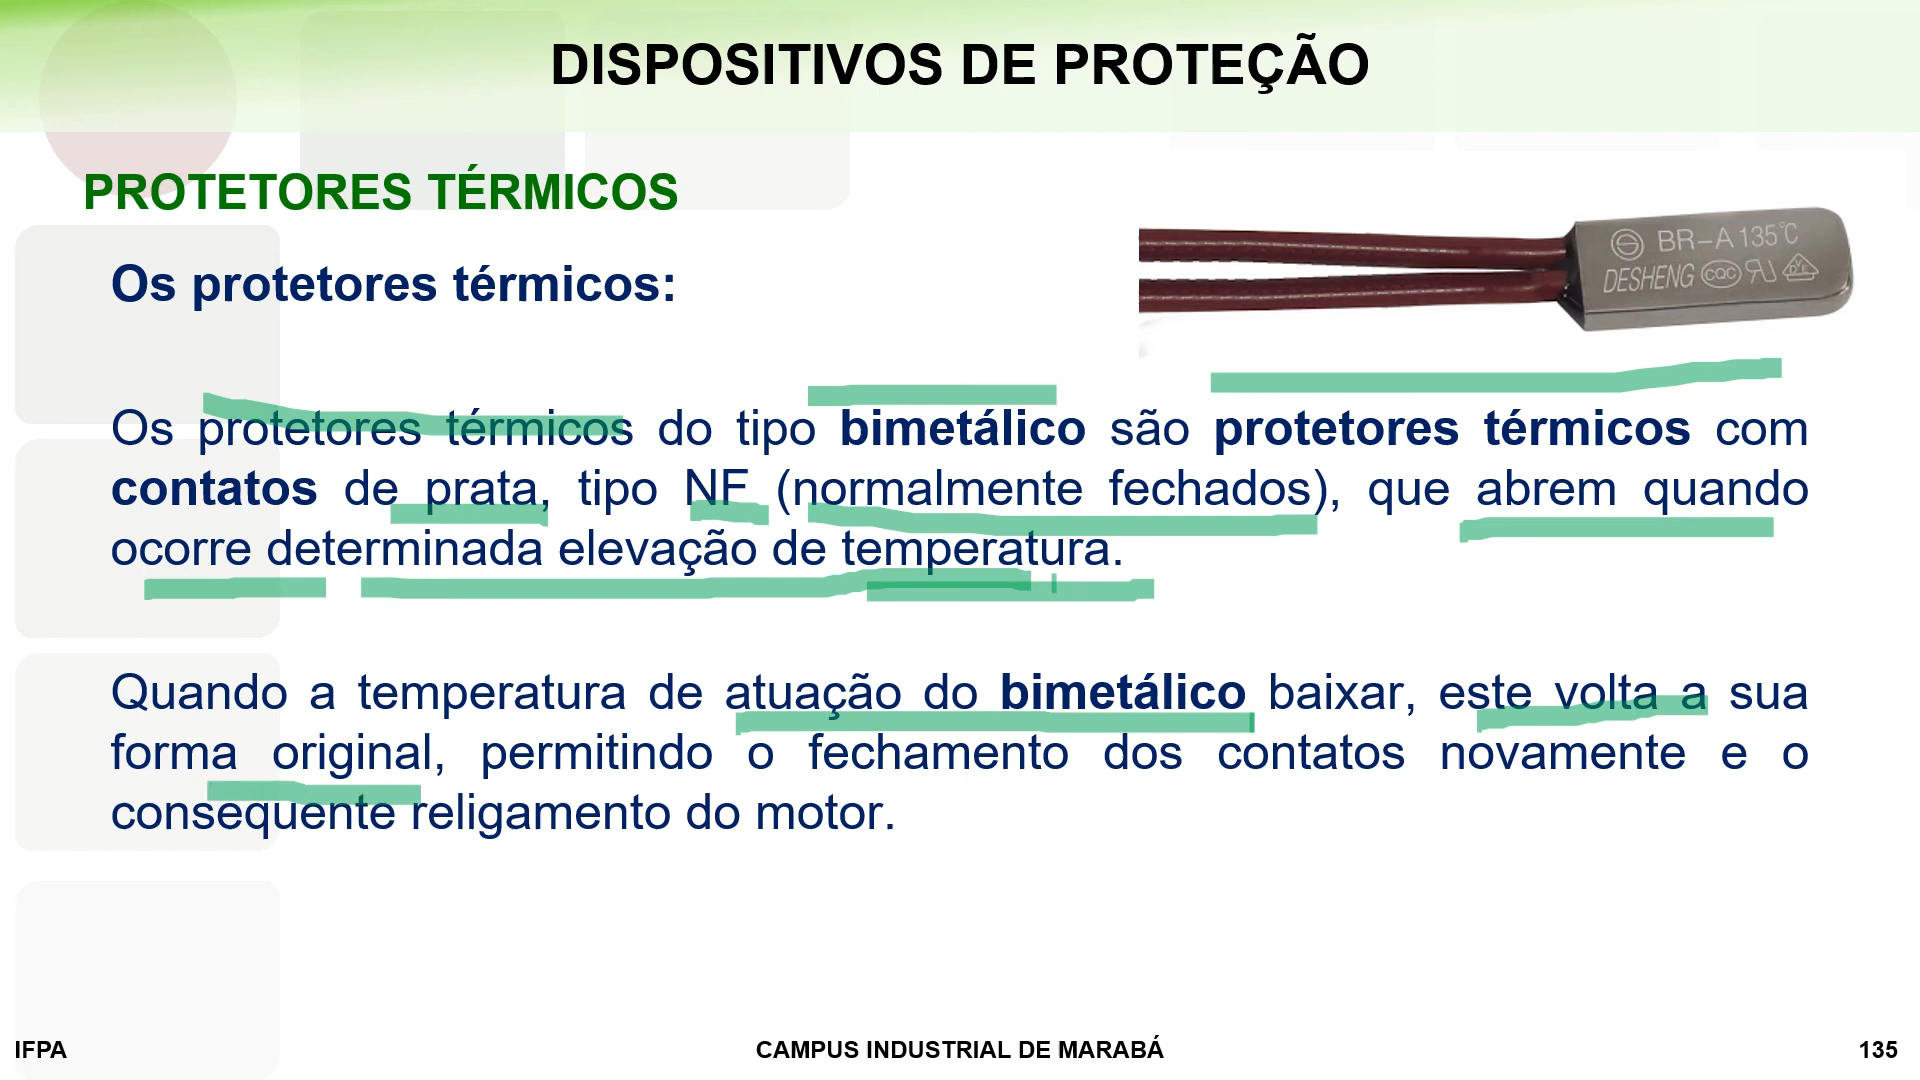 DISPOSITIVOS DE PROTEÇÃO
PROTETORES TÉRMICOS
Os protetores térmicos:
BR-A 135℃
DESHENG CQC
Os protetores térmicos do tipo bimetálico são protetores térmicos com
contatos de prata, tipo NF (normalmente fechados), que abrem quando
ocorre determinada elevação de temperatura.
Quando a temperatura de atuação do bimetálico baixar, este volta a sua
forma original, permitindo o fechamento dos contatos novamente e o
consequente religamento do motor.
IFPA
CAMPUS INDUSTRIAL DE MARABÁ
135